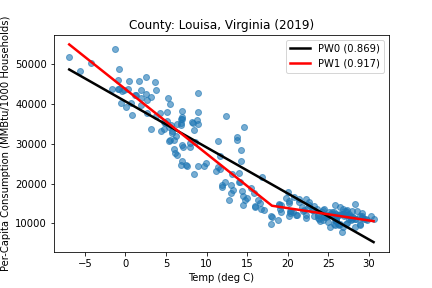 County: Louisa, Virginia (2019)
PW0 (0.869)
PW1 (0.917)
Per-Capita Consumption (MMBtu/1000 Households)
50000
40000
30000
20000
10000
−5
0
5
10
15
20
25
30
Temp (deg C)